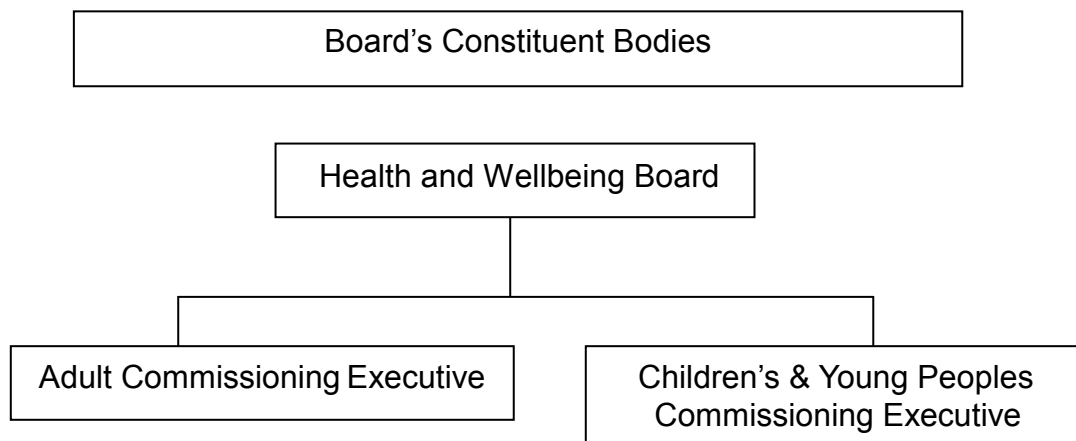 Board’s Constituent Bodies
Health and Wellbeing Board
Adult Commissioning Executive
Children’s & Young Peoples
Commissioning Executive